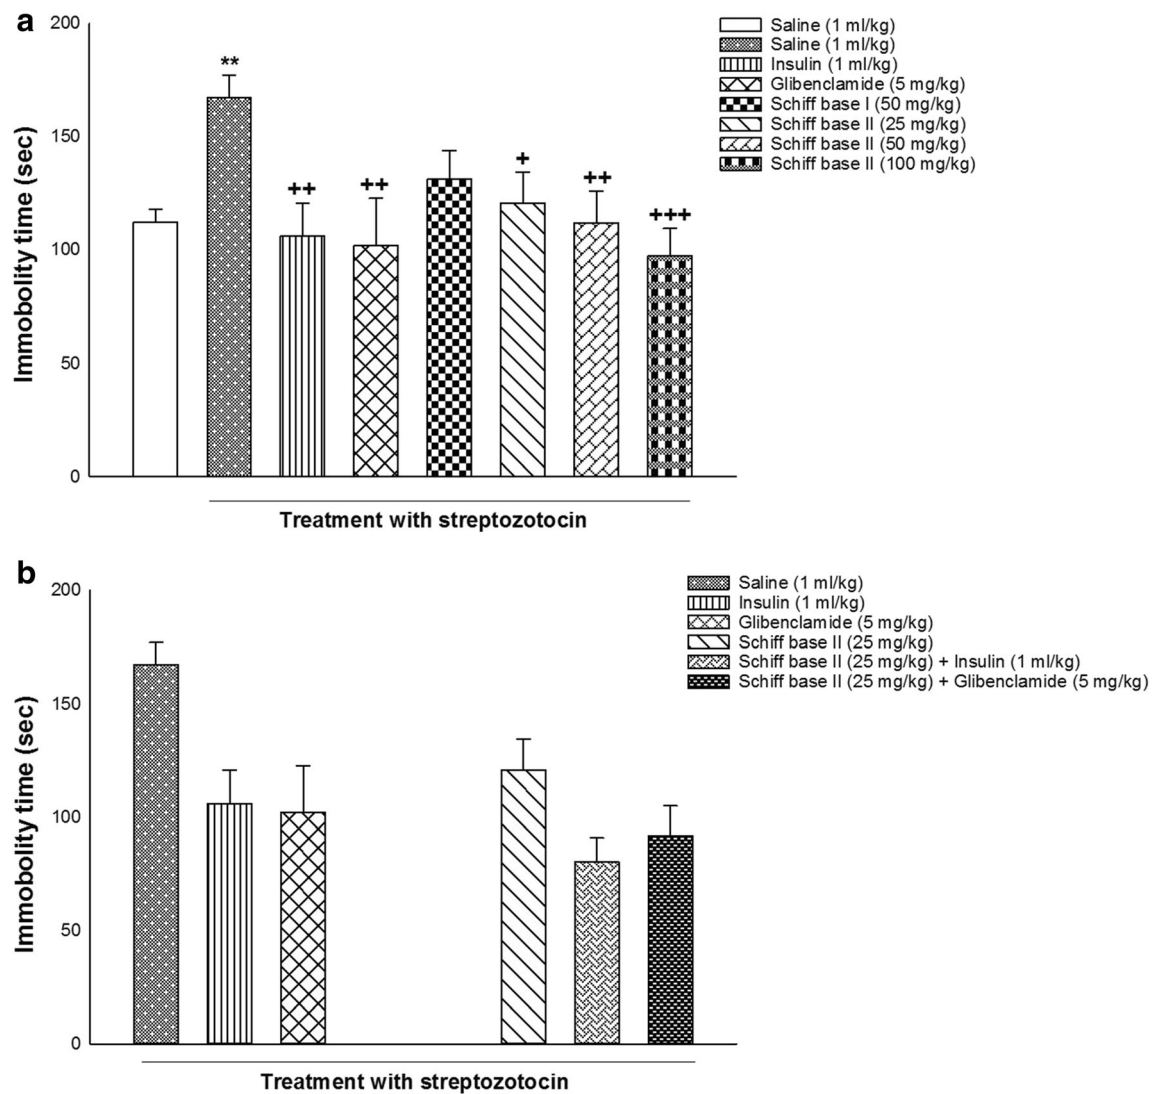 a
200
150
100
50
0
Immobolity time (sec)
**
++
++
+
++
+++
Saline (1 ml/kg)
Saline (1 ml/kg)
Insulin (1 ml/kg)
Glibenclamide (5 mg/kg)
Schiff base I (50 mg/kg)
Schiff base II (25 mg/kg)
Schiff base II (50 mg/kg)
Schiff base II (100 mg/kg)
Treatment with streptozotocin
b
200
150
100
50
0
Immobolity time (sec)
Saline (1 ml/kg)
Insulin (1 ml/kg)
Glibenclamide (5 mg/kg)
Schiff base II (25 mg/kg)
Schiff base II (25 mg/kg) + Insulin (1 ml/kg)
Schiff base II (25 mg/kg) + Glibenclamide (5 mg/kg)
Treatment with streptozotocin